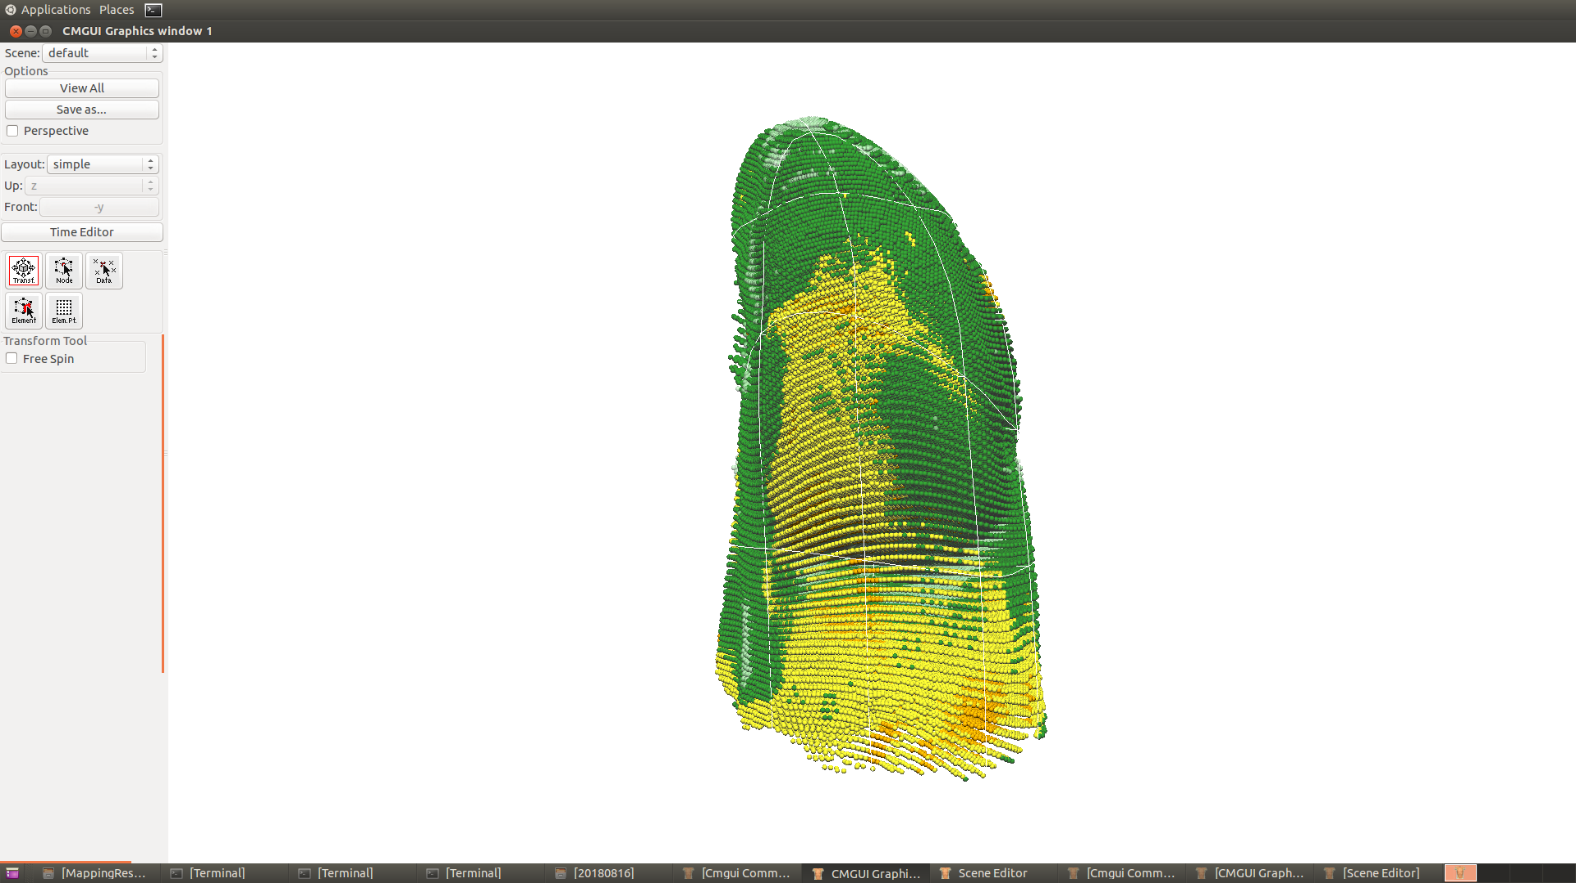 Applications Places
CMGUI Graphics window 1
Scene: default
Options
View All
Save as...
Perspective
Layout: simple
Up: z
Front: -y
Time Editor
Transf. Node Data
Element Elem.Pt.
Transform Tool
Free Spin
[MappingRes... [Terminal] [Terminal] [Terminal] [20180816] [Cmgui Comm... CMGUI Graphi... Scene Editor [Cmgui Comm... [CMGUI Graph... [Scene Editor]